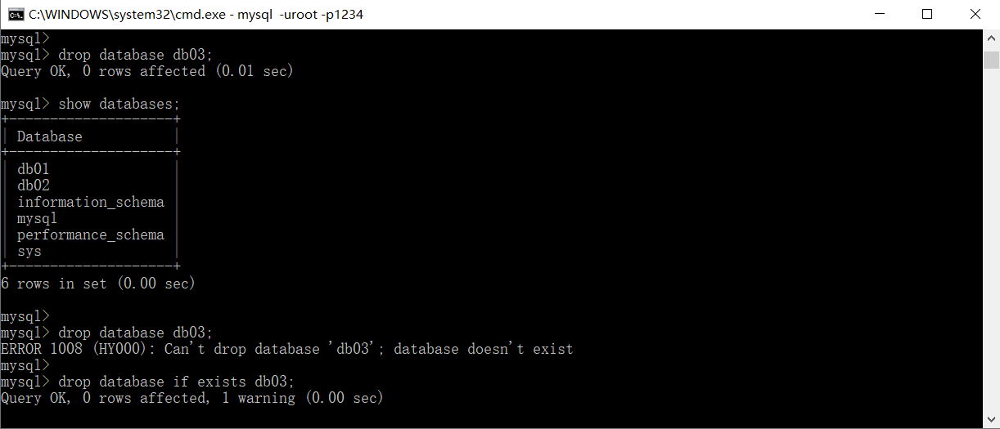 C:\WINDOWS\system32\cmd.exe - mysql  -uroot -p1234
mysql>
mysql> drop database db03;
Query OK, 0 rows affected (0.01 sec)
mysql> show databases;
+--------------------+
| Database           |
+--------------------+
| db01               |
| db02               |
| information_schema |
| mysql              |
| performance_schema |
| sys                |
+--------------------+
6 rows in set (0.00 sec)
mysql>
mysql> drop database db03;
ERROR 1008 (HY000): Can't drop database 'db03'; database doesn't exist
mysql>
mysql> drop database if exists db03;
Query OK, 0 rows affected, 1 warning (0.00 sec)